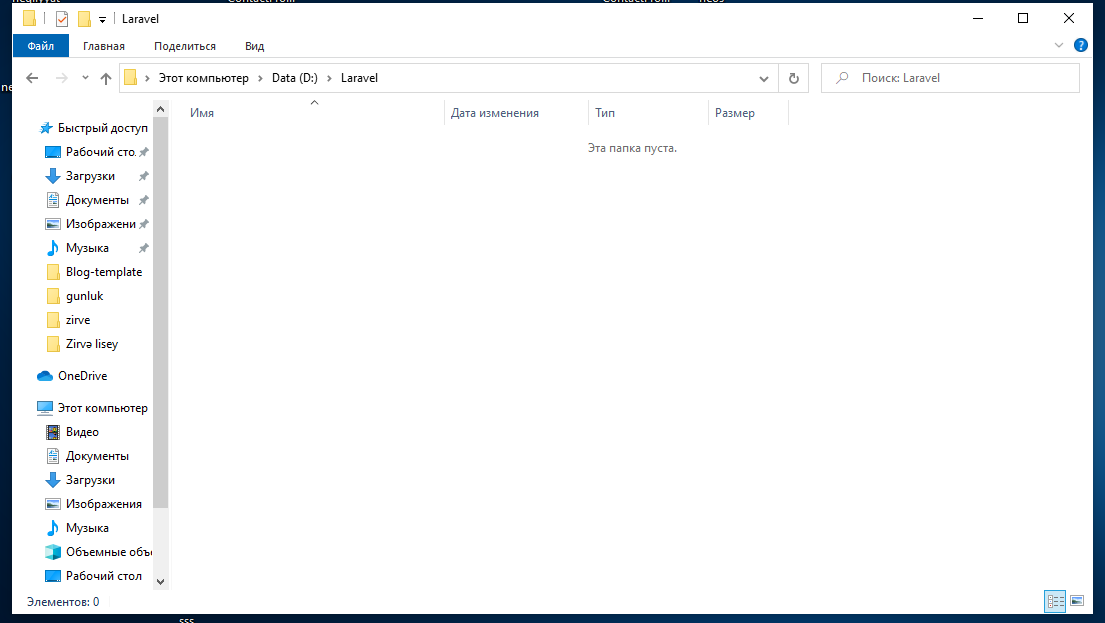 Laravel
Файл Главная Поделиться Вид
Этот компьютер > Data (D:) > Laravel
Поиск: Laravel
Имя Дата изменения Тип Размер
Эта папка пуста.
Быстрый доступ
Рабочий сто.
Загрузки
Документы
Изображени
Музыка
Blog-template
gunluk
zirve
Zirvə lisey
OneDrive
Этот компьютер
Видео
Документы
Загрузки
Изображения
Музыка
Объемные объ
Рабочий стол
Элементов: 0
sss